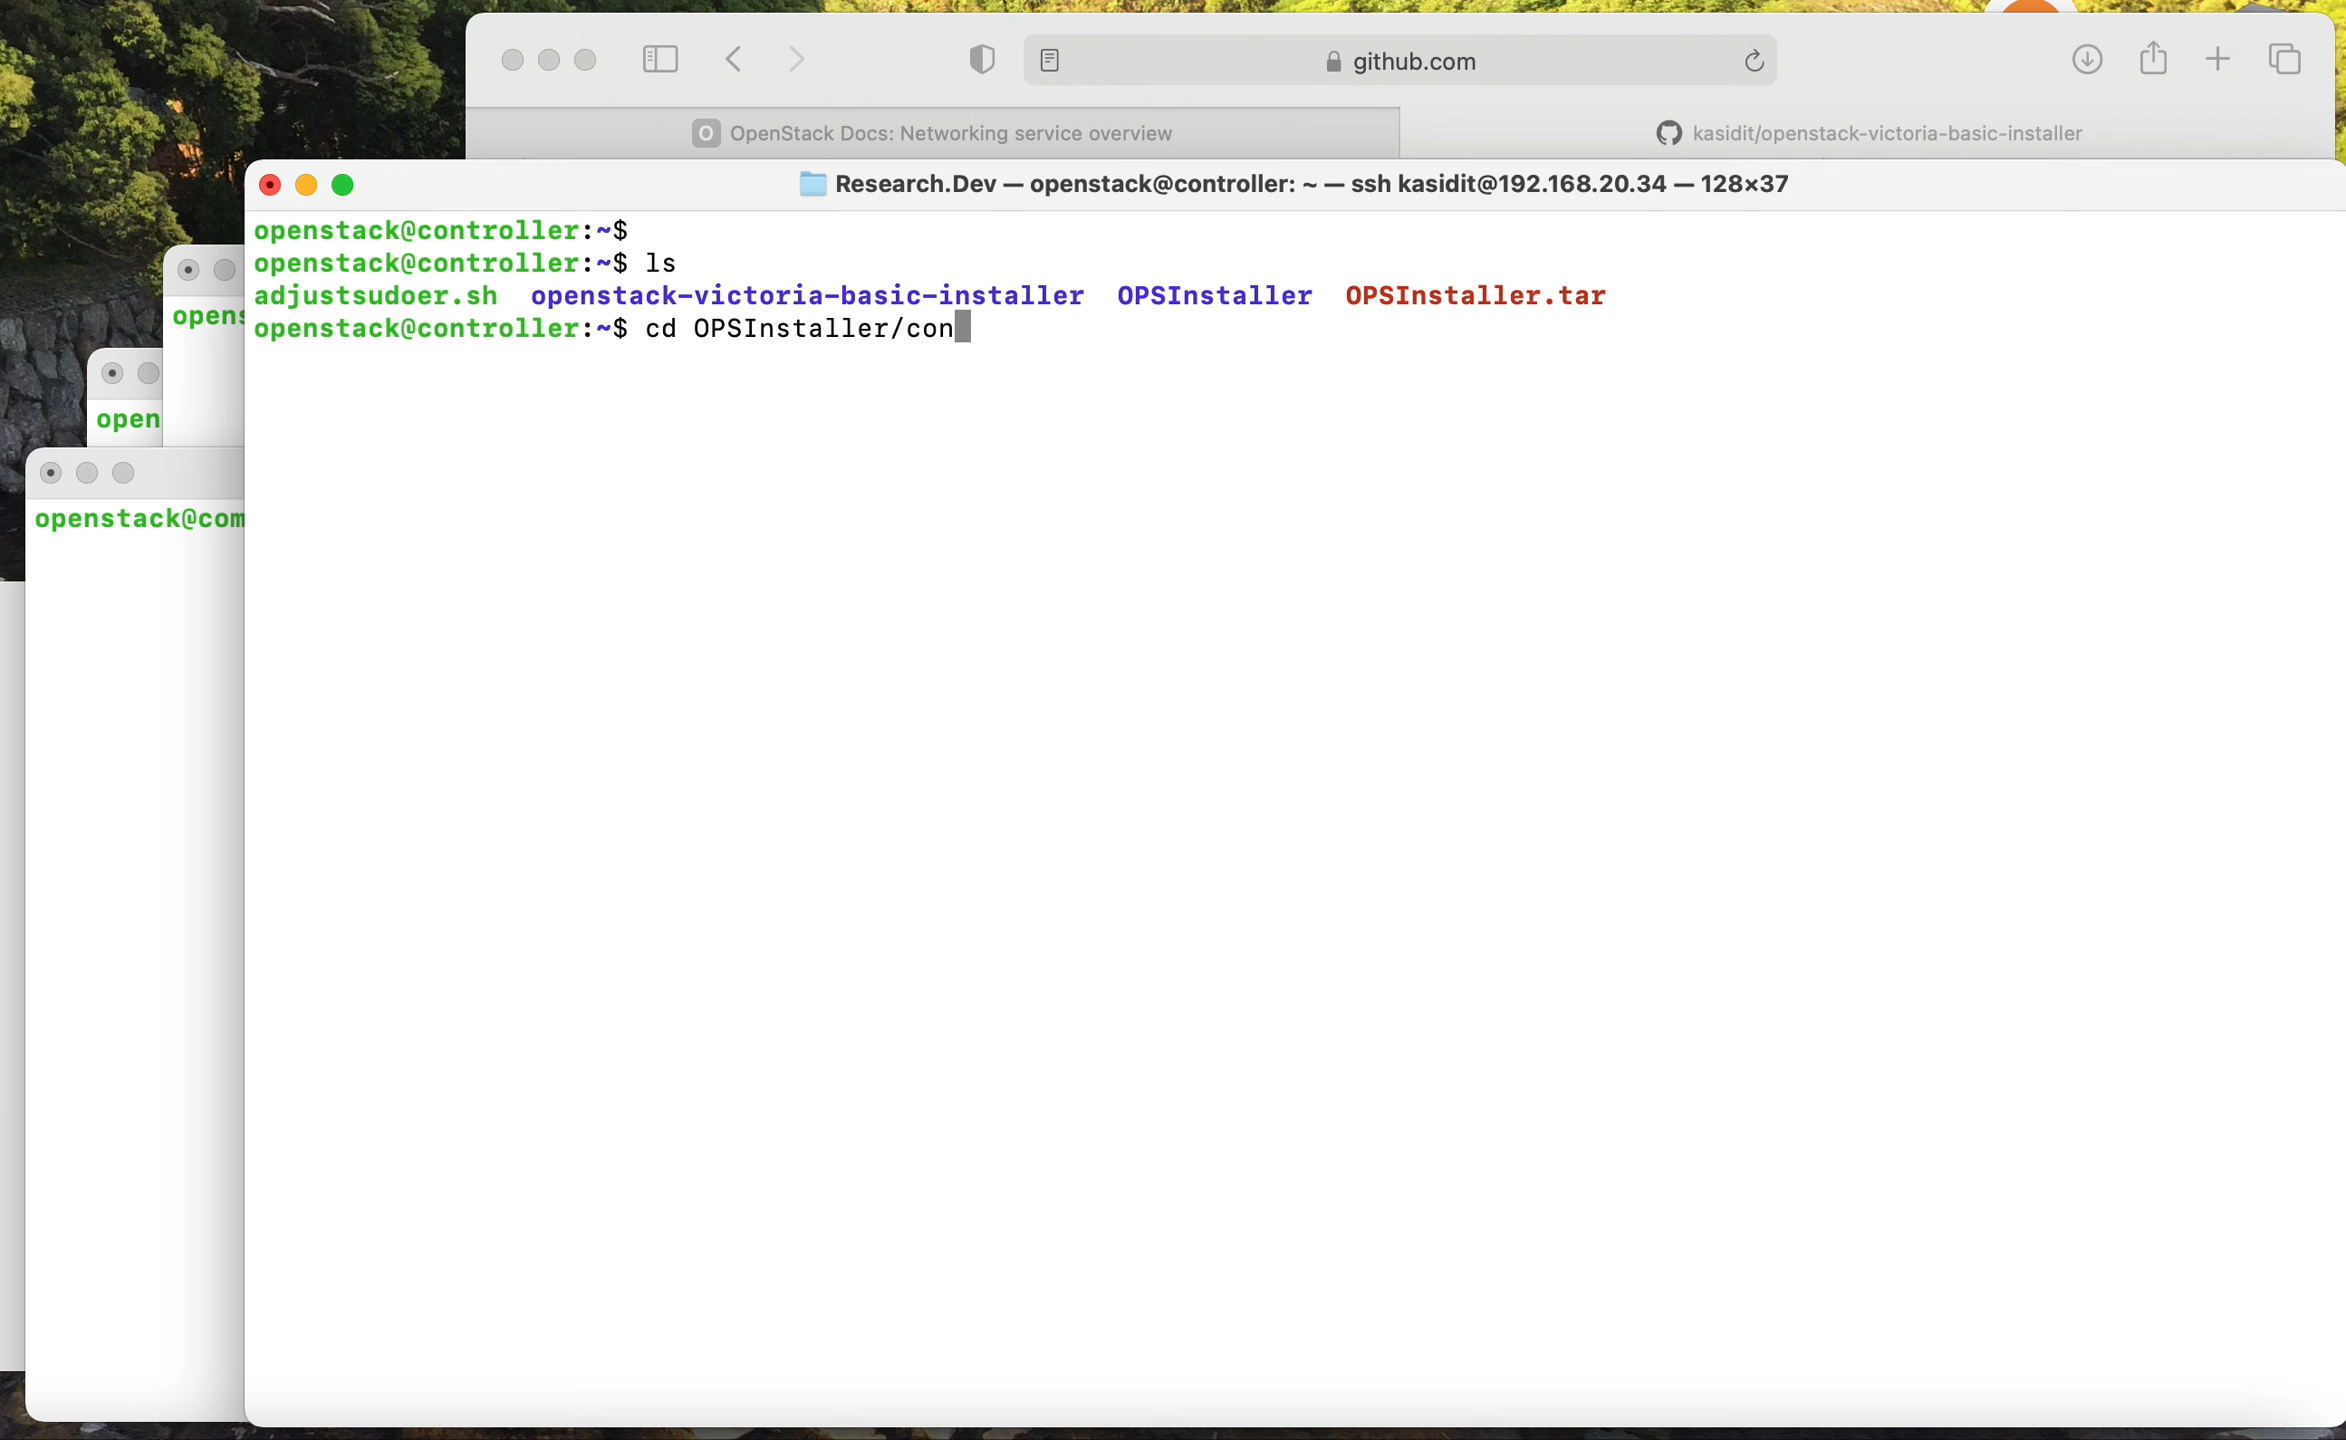 github.com
OpenStack Docs: Networking service overview
kasidit/openstack-victoria-basic-installer
Research.Dev — openstack@controller: ~ — ssh kasidit@192.168.20.34 — 128×37
openstack@controller:~$
openstack@controller:~$ ls
adjustsudoer.sh openstack-victoria-basic-installer OPSInstaller OPSInstaller.tar
openstack@controller:~$ cd OPSInstaller/con
opens
open
openstack@com